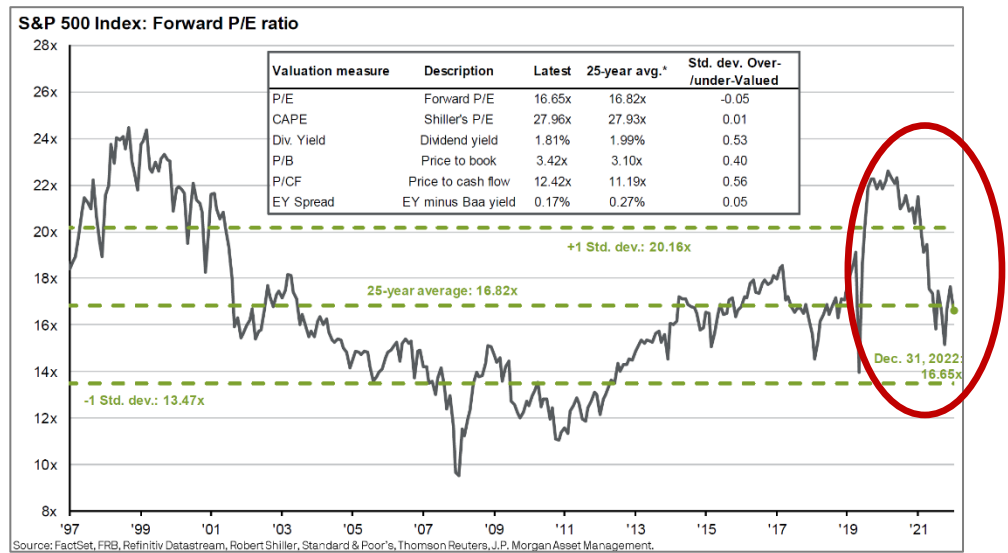 S&P 500 Index: Forward P/E ratio
28x
26x
24x
22x
20x
18x
16x
14x
12x
10x
8x
Valuation measure Description Latest 25-year avg.* Std. dev. Over-
/under-Valued
P/E Forward P/E 16.65x 16.82x -0.05
CAPE Shiller's P/E 27.96x 27.93x 0.01
Div. Yield Dividend yield 1.81% 1.99% 0.53
P/B Price to book 3.42x 3.10x 0.40
P/CF Price to cash flow 12.42x 11.19x 0.56
EY Spread EY minus Baa yield 0.17% 0.27% 0.05
+1 Std. dev.: 20.16x
25-year average: 16.82x
Dec. 31, 2022:
16.65x
-1 Std. dev.: 13.47x
'97 '99 '01 '03 '05 '07 '09 '11 '13 '15 '17 '19 '21
Source: FactSet, FRB, Refinitiv Datastream, Robert Shiller, Standard & Poor's, Thomson Reuters, J.P. Morgan Asset Management.